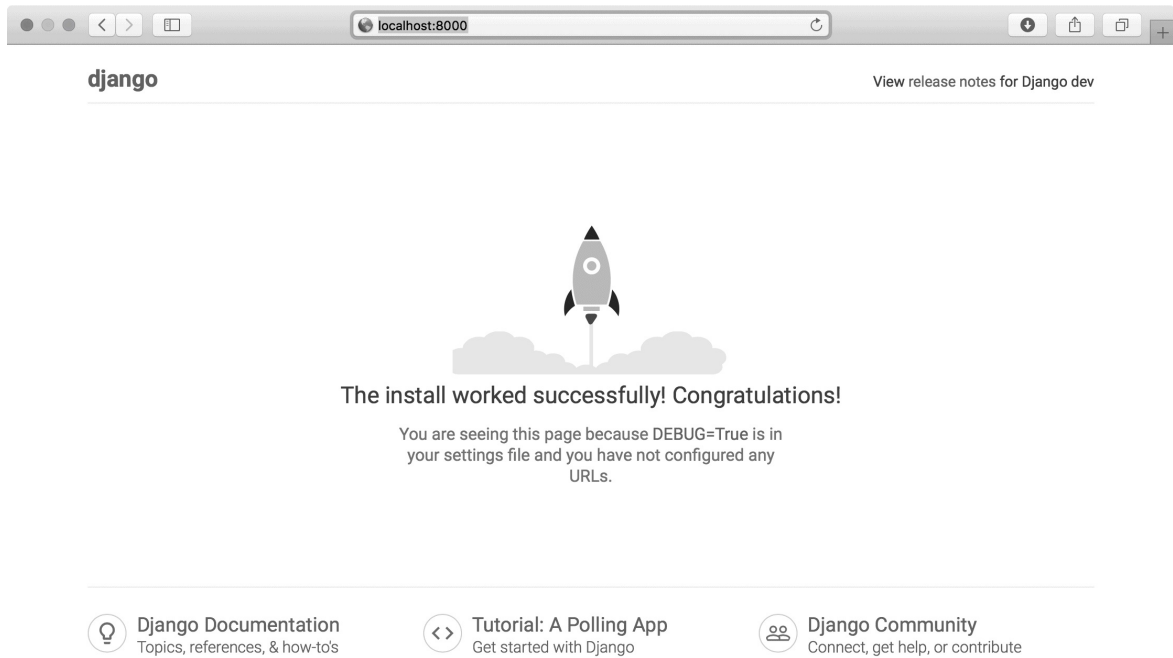 localhost:8000
django
View release notes for Django dev
The install worked successfully! Congratulations!
You are seeing this page because DEBUG=True is in
your settings file and you have not configured any
URLs.
Django Documentation
Topics, references, & how-to's
Tutorial: A Polling App
Get started with Django
Django Community
Connect, get help, or contribute